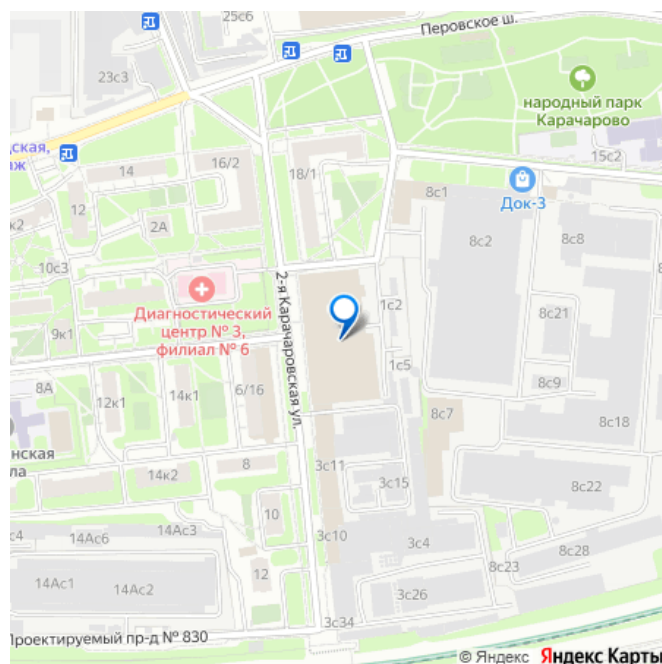 25с6
Перовское ш.
23с3
народный парк
Карачарово
дская,
аж
15с2
16/2
18/1
14
8с1
Док-3
12
2А
8с2
8с8
к2
10с3
2-я Карачаровская ул.
1с2
Диагностический
центр № 3,
филиал № 6
8с21
9к1
1с5
8с9
8А
12к1
6/16
8с7
8с18
нская
ла
14к2
8
3с11
3с15
8с22
10
с4
14Ас6
3с10
3с4
8с28
12
8с23
14Ас1
14Ас2
3с26
3с34
Проектируемый пр-д № 830
© Яндекс Яндекс Карты